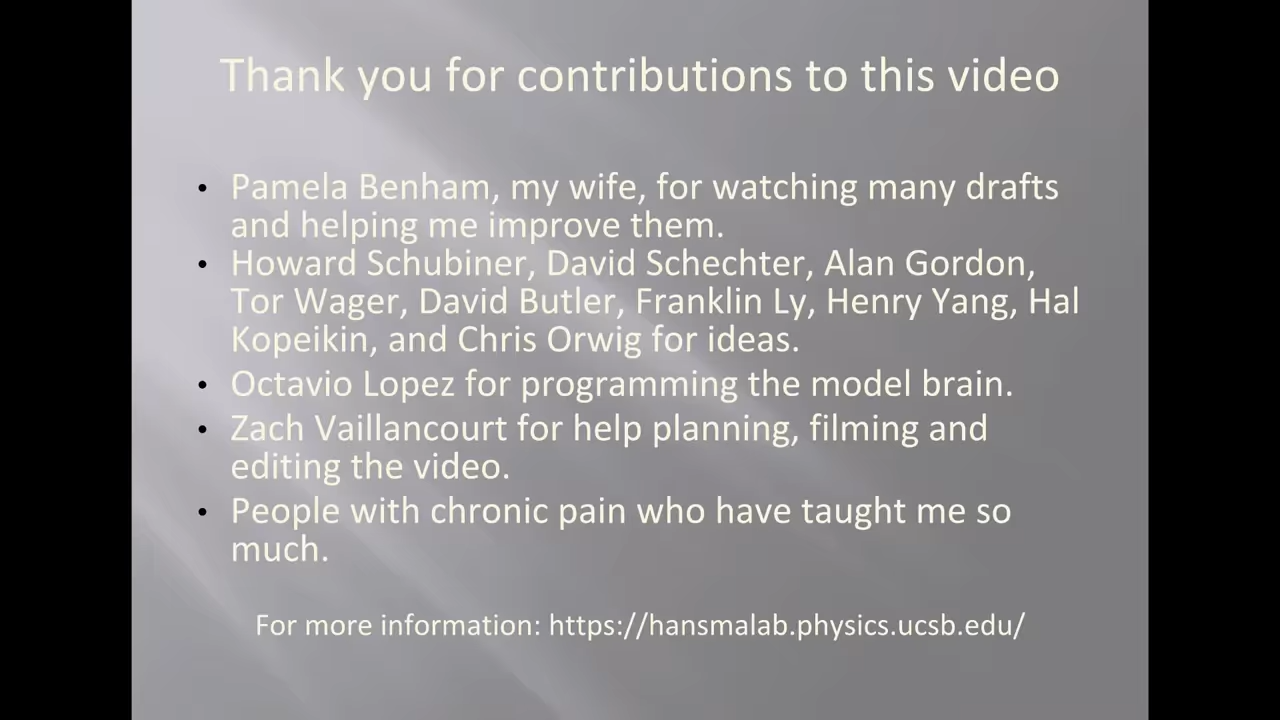 Thank you for contributions to this video
• Pamela Benham, my wife, for watching many drafts
and helping me improve them.
• Howard Schubiner, David Schechter, Alan Gordon,
Tor Wager, David Butler, Franklin Ly, Henry Yang, Hal
Kopeikin, and Chris Orwig for ideas.
• Octavio Lopez for programming the model brain.
• Zach Vaillancourt for help planning, filming and
editing the video.
• People with chronic pain who have taught me so
much.
For more information: https://hansmalab.physics.ucsb.edu/